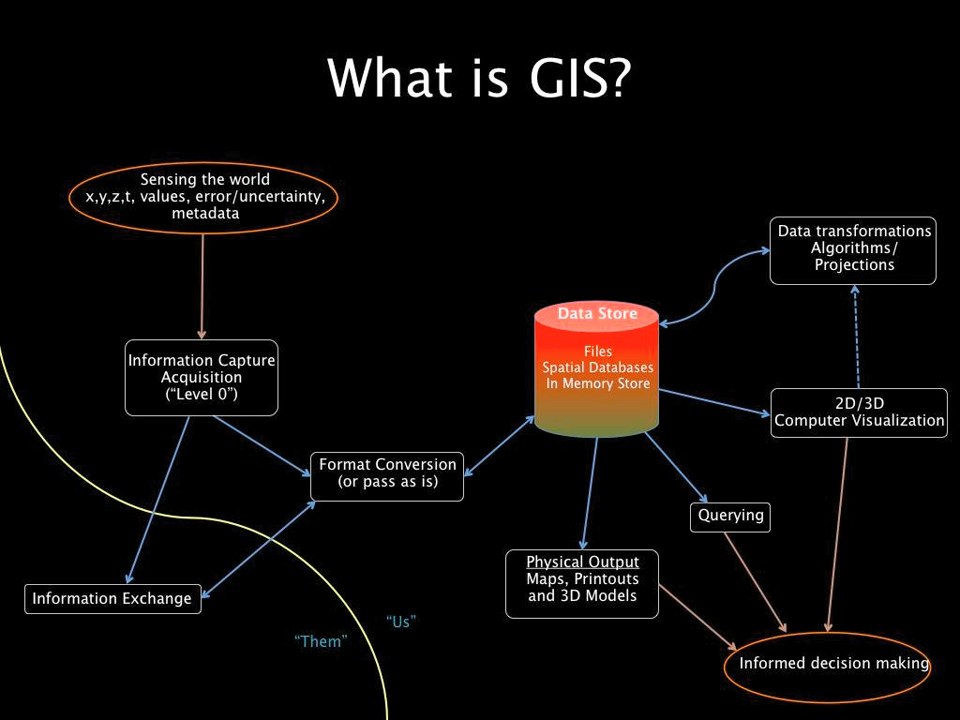 What is GIS?
Sensing the world
x,y,z,t, values, error/uncertainty,
metadata
Data transformations
Algorithms/
Projections
Data Store
Files
Spatial Databases
In Memory Store
Information Capture
Acquisition
(“Level 0”)
2D/3D
Computer Visualization
Format Conversion
(or pass as is)
Querying
Physical Output
Maps, Printouts
and 3D Models
Information Exchange
“Us”
“Them”
Informed decision making